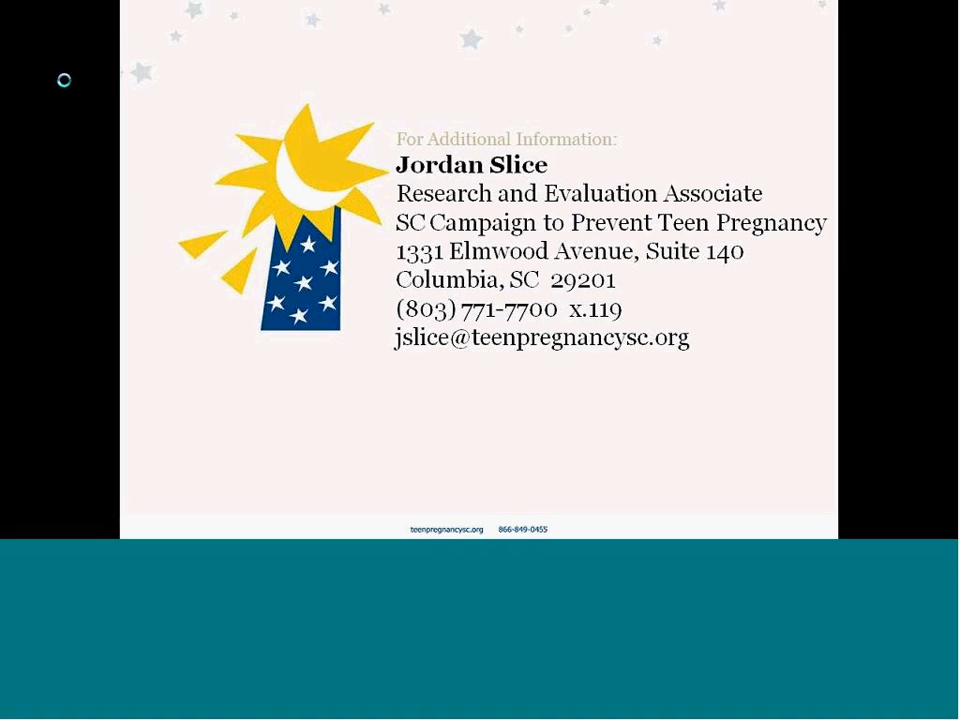 For Additional Information:
Jordan Slice
Research and Evaluation Associate
SC Campaign to Prevent Teen Pregnancy
1331 Elmwood Avenue, Suite 140
Columbia, SC  29201
(803) 771-7700  x.119
jslice@teenpregnancysc.org
teenpregnancysc.org 866-849-0455